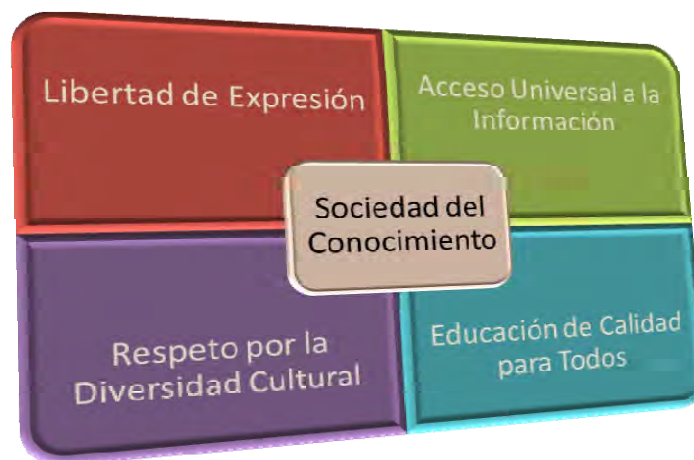 Libertad de Expresión
Acceso Universal a la
Información
Sociedad del
Conocimiento
Respeto por la
Diversidad Cultural
Educación de Calidad
para Todos